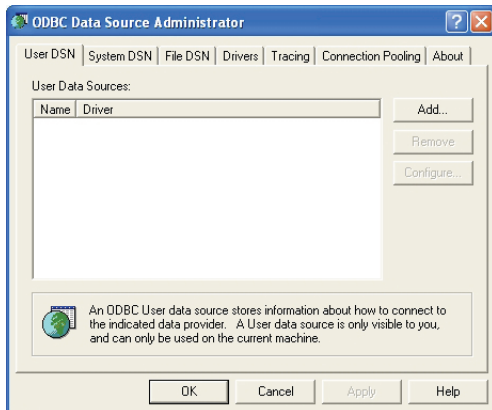 ODBC Data Source Administrator
User DSN System DSN File DSN Drivers Tracing Connection Pooling About
User Data Sources:
Name Driver
Add...
Remove
Configure...
An ODBC User data source stores information about how to connect to
the indicated data provider. A User data source is only visible to you,
and can only be used on the current machine.
OK Cancel Apply Help